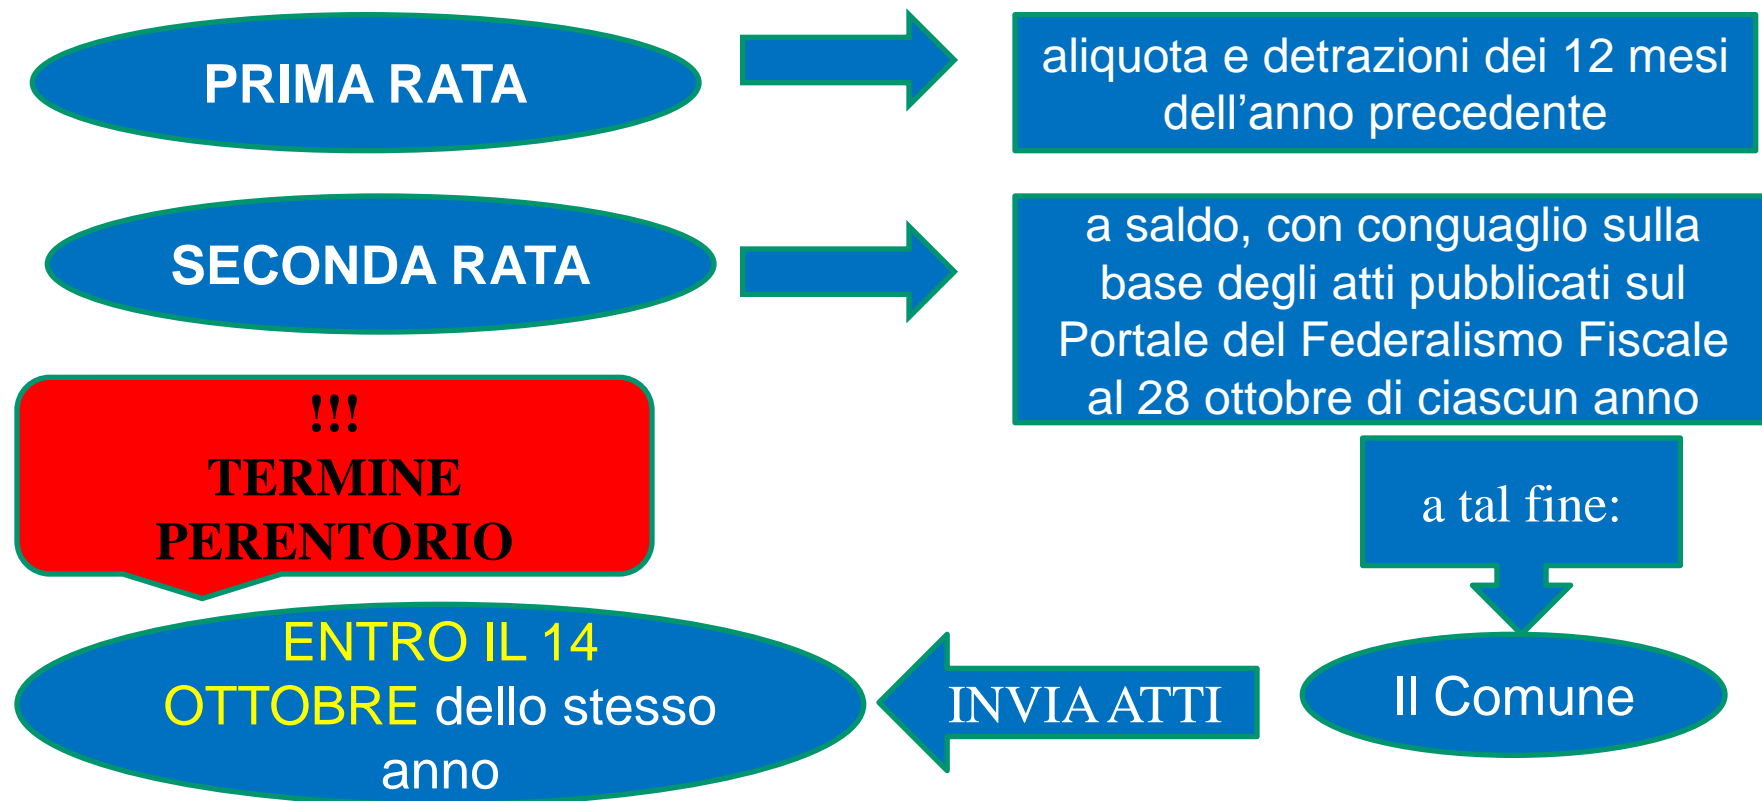 PRIMA RATA
aliquota e detrazioni dei 12 mesi
dell’anno precedente
SECONDA RATA
a saldo, con conguaglio sulla
base degli atti pubblicati sul
Portale del Federalismo Fiscale
al 28 ottobre di ciascun anno
!!!
TERMINE
PERENTORIO
a tal fine:
Il Comune
INVIA ATTI
ENTRO IL 14
OTTOBRE dello stesso
anno